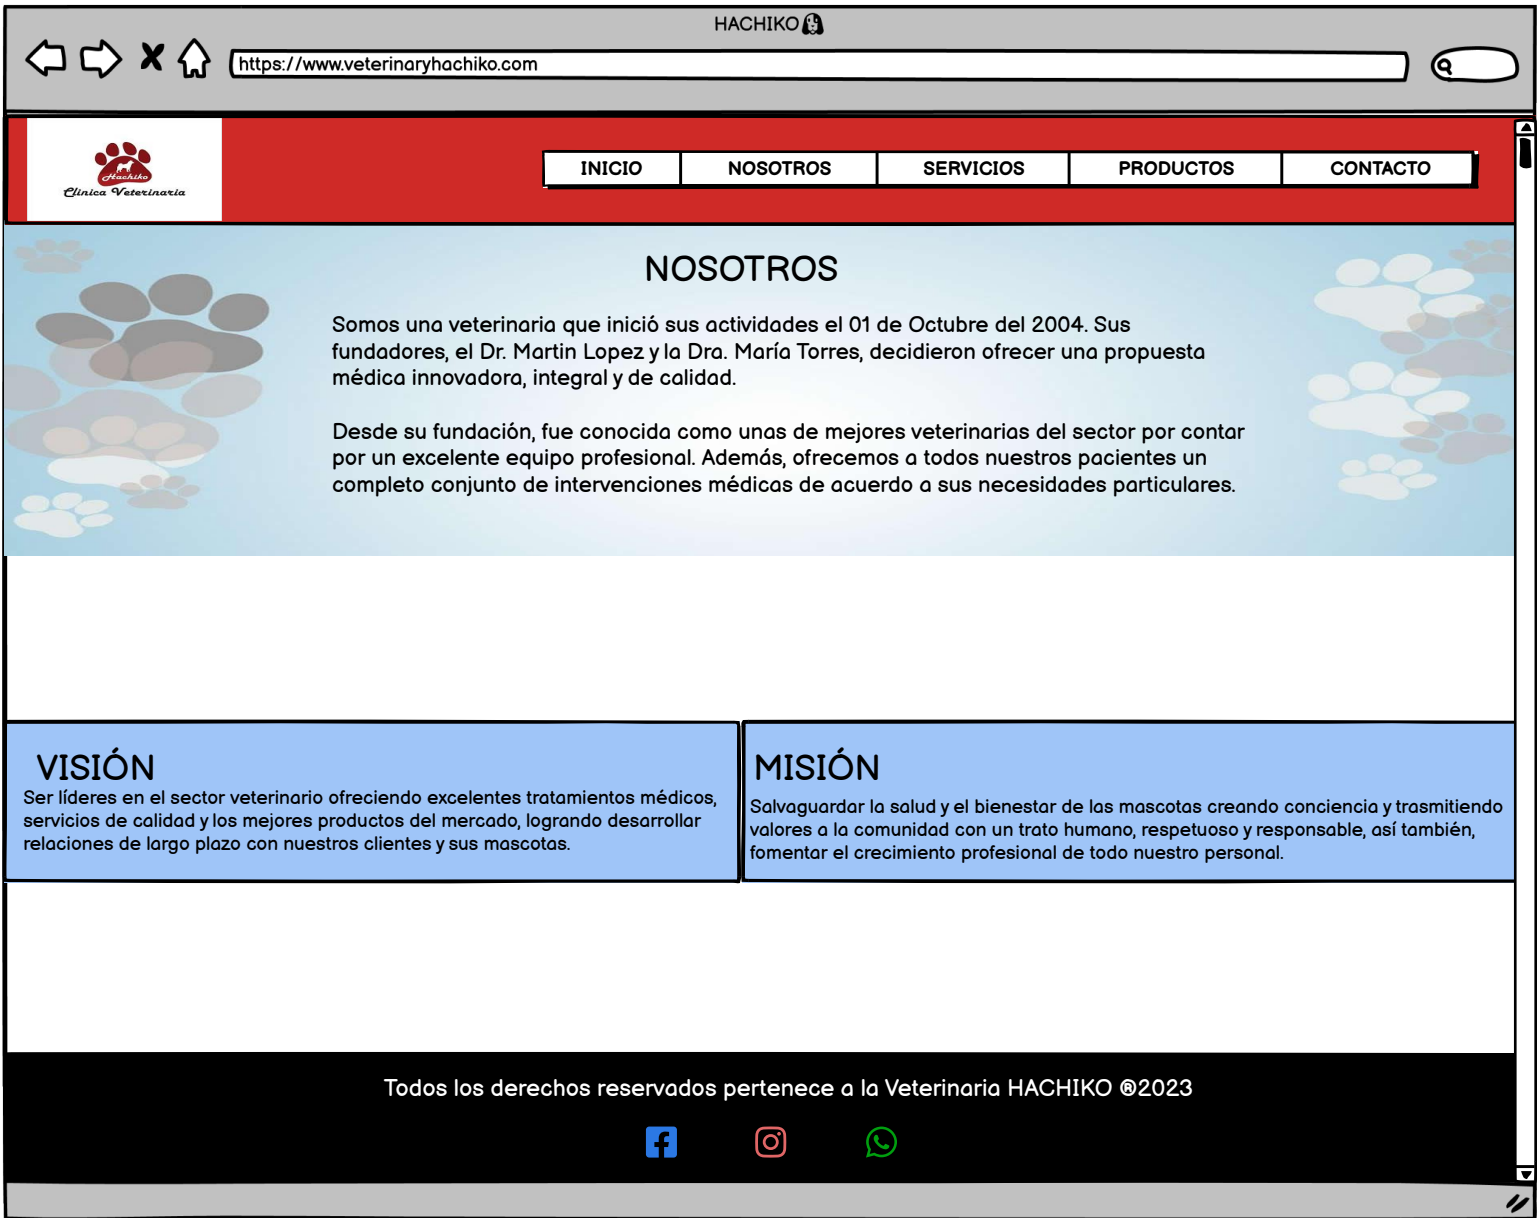 HACHIKO
https://www.veterinaryhachiko.com
Hachiko
Clinica Veterinaria
INICIO NOSOTROS SERVICIOS PRODUCTOS CONTACTO
NOSOTROS
Somos una veterinaria que inició sus actividades el 01 de Octubre del 2004. Sus
fundadores, el Dr. Martin Lopez y la Dra. María Torres, decidieron ofrecer una propuesta
médica innovadora, integral y de calidad.
Desde su fundación, fue conocida como unas de mejores veterinarias del sector por contar
por un excelente equipo profesional. Además, ofrecemos a todos nuestros pacientes un
completo conjunto de intervenciones médicas de acuerdo a sus necesidades particulares.
VISIÓN
Ser líderes en el sector veterinario ofreciendo excelentes tratamientos médicos,
servicios de calidad y los mejores productos del mercado, logrando desarrollar
relaciones de largo plazo con nuestros clientes y sus mascotas.
MISIÓN
Salvaguardar la salud y el bienestar de las mascotas creando conciencia y trasmitiendo
valores a la comunidad con un trato humano, respetuoso y responsable, así también,
fomentar el crecimiento profesional de todo nuestro personal.
Todos los derechos reservados pertenece a la Veterinaria HACHIKO ®2023